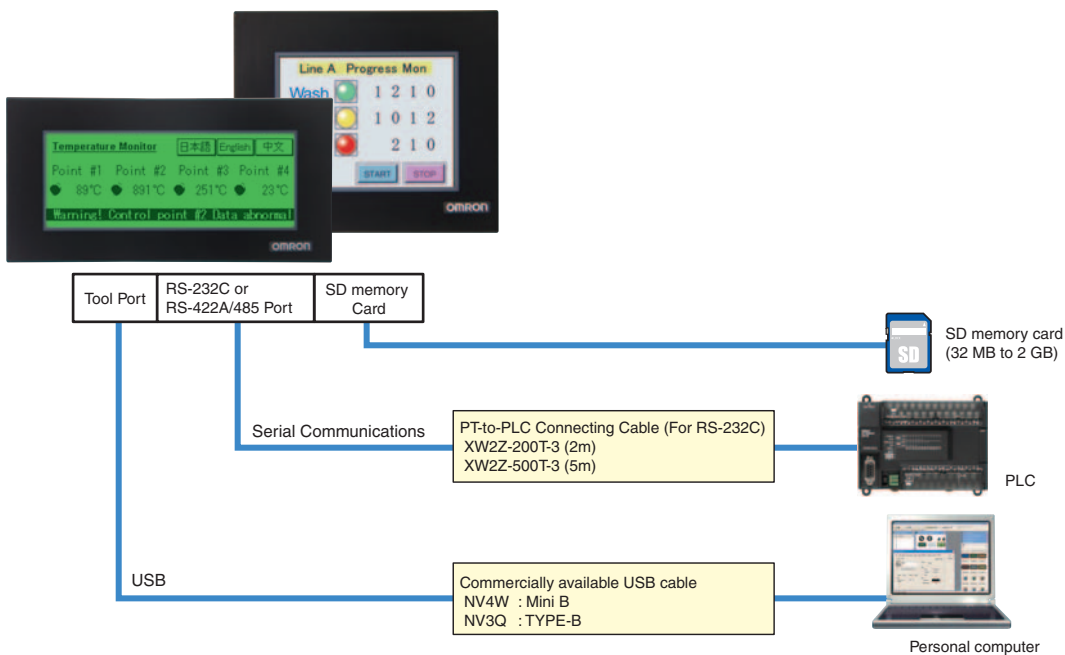 Line A Progress Mon
Wash 1 2 1 0
1 0 1 2
2 1 0
START STOP
OMRON
Temperature Monitor 日本語 English 中文
Point #1 Point #2 Point #3 Point #4
89℃ 891℃ 251℃ 23℃
Warning! Control point #2 Data abnormal
OMRON
Tool Port
RS-232C or
RS-422A/485 Port
SD memory
Card
SD
SD memory card
(32 MB to 2 GB)
Serial Communications
PT-to-PLC Connecting Cable (For RS-232C)
XW2Z-200T-3 (2m)
XW2Z-500T-3 (5m)
PLC
USB
Commercially available USB cable
NV4W : Mini B
NV3Q : TYPE-B
Personal computer